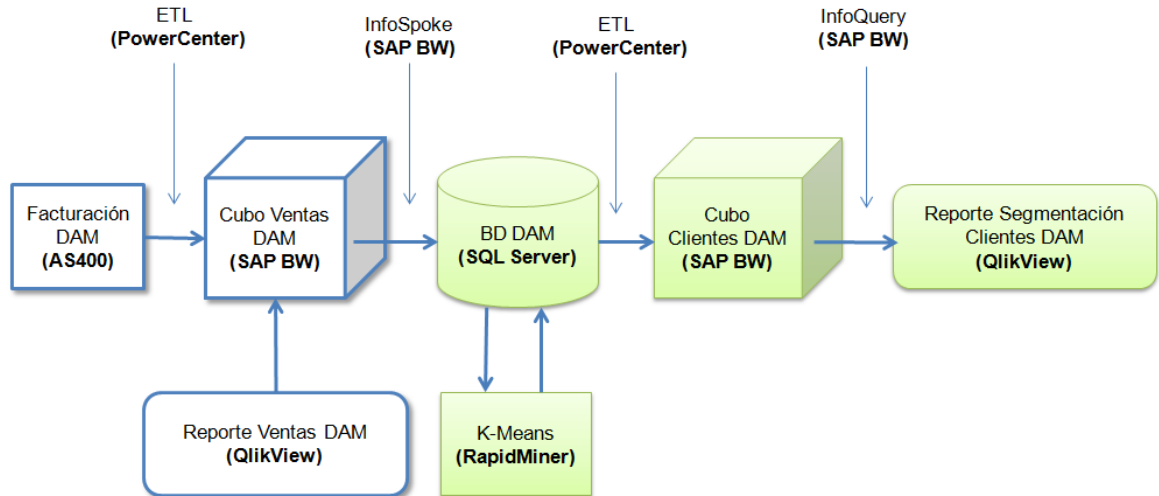 ETL
(PowerCenter)
InfoSpoke
(SAP BW)
ETL
(PowerCenter)
InfoQuery
(SAP BW)
Facturación
DAM
(AS400)
Cubo Ventas
DAM
(SAP BW)
BD DAM
(SQL Server)
Cubo
Clientes DAM
(SAP BW)
Reporte Segmentación
Clientes DAM
(QlikView)
Reporte Ventas DAM
(QlikView)
K-Means
(RapidMiner)